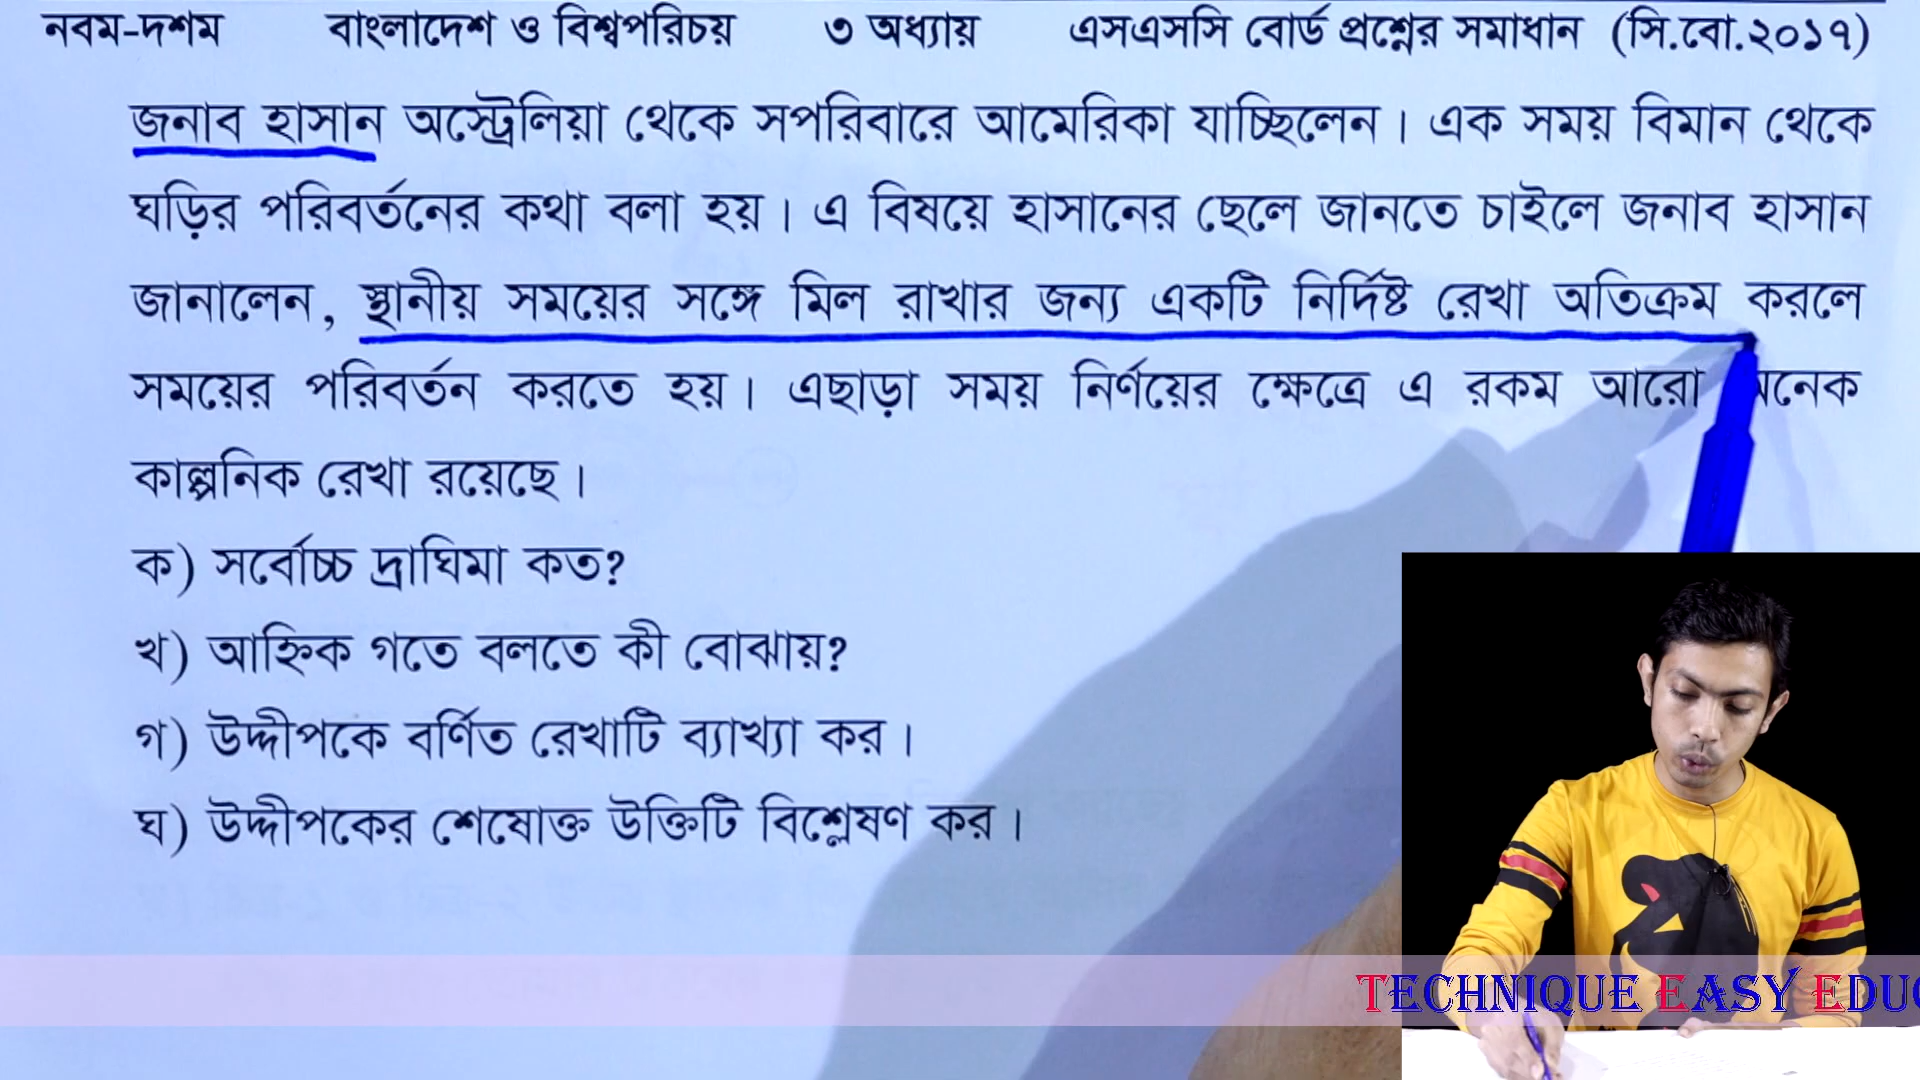 নবম-দশম বাংলাদেশ ও বিশ্বপরিচয় ৩ অধ্যায় এসএসসি বোর্ড প্রশ্নের সমাধান (সি.বো.২০১৭)
জনাব হাসান অস্ট্রেলিয়া থেকে সপরিবারে আমেরিকা যাচ্ছিলেন। এক সময় বিমান থেকে
ঘড়ির পরিবর্তনের কথা বলা হয়। এ বিষয়ে হাসানের ছেলে জানতে চাইলে জনাব হাসান
জানালেন, স্থানীয় সময়ের সঙ্গে মিল রাখার জন্য একটি নির্দিষ্ট রেখা অতিক্রম করলে
সময়ের পরিবর্তন করতে হয়। এছাড়া সময় নির্ণয়ের ক্ষেত্রে এ রকম আরো অনেক
কাল্পনিক রেখা রয়েছে।
ক) সর্বোচ্চ দ্রাঘিমা কত?
খ) আহ্নিক গতে বলতে কী বোঝায়?
গ) উদ্দীপকে বর্ণিত রেখাটি ব্যাখ্যা কর।
ঘ) উদ্দীপকের শেষোক্ত উক্তিটি বিশ্লেষণ কর।
TECHNIQUE EASY EDUC